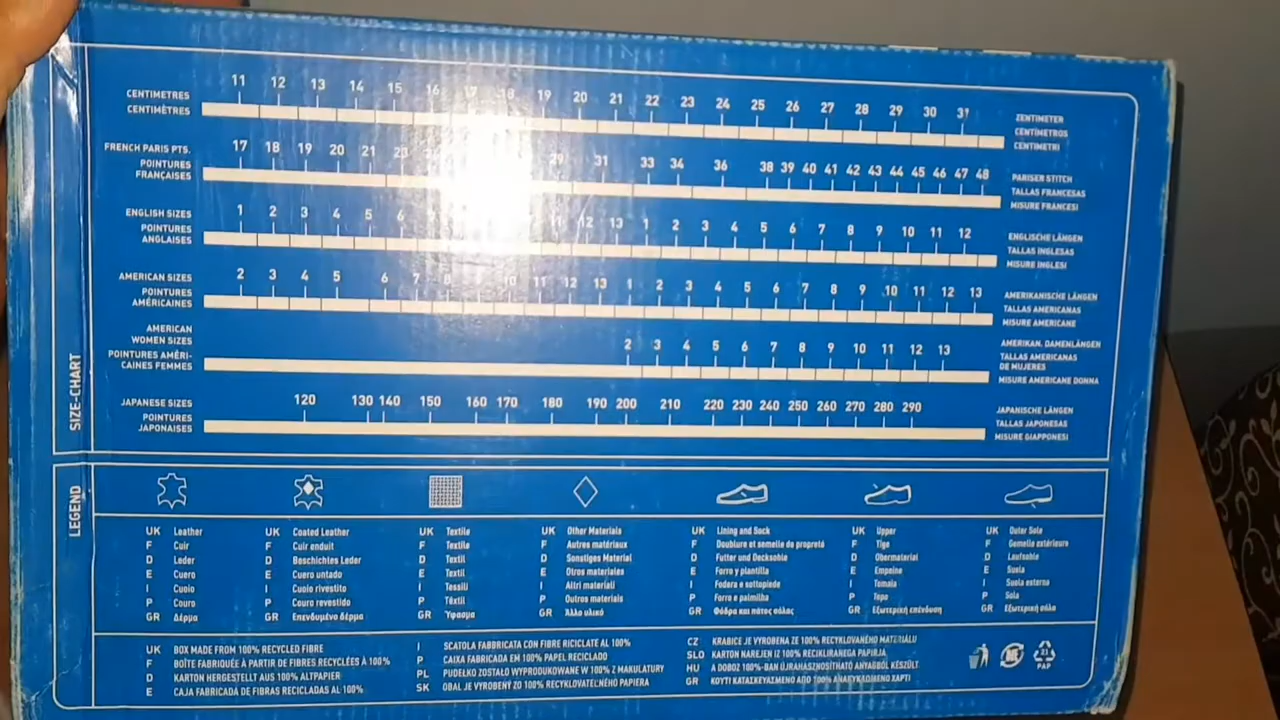 11 12 13 14 15 16 17 18 19 20 21 22 23 24 25 26 27 28 29 30 31
CENTIMETRES
CENTIMÈTRES
ZENTIMETER
CENTÍMETROS
CENTIMETRI
17 18 19 20 21 23 29 31 33 34 36 38 39 40 41 42 43 44 45 46 47 48
FRENCH PARIS PTS.
POINTURES
FRANÇAISES
PARISER STITCH
TALLAS FRANCESAS
MISURE FRANCESI
1 2 3 4 5 6 11 12 13 1 2 3 4 5 6 7 8 9 10 11 12
ENGLISH SIZES
POINTURES
ANGLAISES
ENGLISCHE LÄNGEN
TALLAS INGLESAS
MISURE INGLESI
2 3 4 5 6 7 8 10 11 12 13 1 2 3 4 5 6 7 8 9 10 11 12 13
AMERICAN SIZES
POINTURES
AMÉRICAINES
AMERIKANISCHE LÄNGEN
TALLAS AMERICANAS
MISURE AMERICANE
2 3 4 5 6 7 8 9 10 11 12 13
AMERICAN
WOMEN SIZES
POINTURES AMÉRI-
CAINES FEMMES
AMERIKAN. DAMENLÄNGEN
TALLAS AMERICANAS
DE MUJERES
MISURE AMERICANE DONNA
120 130 140 150 160 170 180 190 200 210 220 230 240 250 260 270 280 290
JAPANESE SIZES
POINTURES
JAPONAISES
JAPANISCHE LÄNGEN
TALLAS JAPONESAS
MISURE GIAPPONESI
SIZE-CHART
LEGEND
UK Leather
F Cuir
D Leder
E Cuero
I Cuoio
P Couro
GR Δέρμα
UK Coated Leather
F Cuir enduit
D Beschichtes Leder
E Cuero untado
I Cuoio rivestito
P Couro revestido
GR Επενδυμένο δέρμα
UK Textile
F Textile
D Textil
E Textil
I Tessili
P Têxtil
GR Ύφασμα
UK Other Materials
F Autres matériaux
D Sonstiges Material
E Otros materiales
I Altri materiali
P Outros materiais
GR Άλλο υλικό
UK Lining and Sock
F Doublure et semelle de propreté
D Futter und Decksohle
E Forro y plantilla
I Fodera e sottopiede
P Forro e palmilha
GR Φόδρα και πάτος σόλας
UK Upper
F Tige
D Obermaterial
E Empeine
I Tomaia
P Topo
GR Εξωτερική επένδυση
UK Outer Sole
F Semelle extérieure
D Laufsohle
E Suela
I Suola esterna
P Sola
GR Εξωτερική σόλα
UK BOX MADE FROM 100% RECYCLED FIBRE
F BOÎTE FABRIQUÉE À PARTIR DE FIBRES RECYCLÉES À 100%
D KARTON HERGESTELLT AUS 100% ALTPAPIER
E CAJA FABRICADA DE FIBRAS RECICLADAS AL 100%
I SCATOLA FABBRICATA CON FIBRE RICICLATE AL 100%
P CAIXA FABRICADA EM 100% PAPEL RECICLADO
PL PUDEŁKO ZOSTAŁO WYPRODUKOWANE W 100% Z MAKULATURY
SK OBAL JE VYROBENÝ ZO 100% RECYKLOVATEĽNÉHO PAPIERA
CZ KRABICE JE VYROBENA ZE 100% RECYKLOVANÉHO MATERIÁLU
SLO KARTON NAREJEN IZ 100% RECIKLIRANEGA PAPIRJA
HU A DOBOZ 100%-BAN ÚJRAHASZNOSÍTHATÓ ANYAGBÓL KÉSZÜLT
GR ΚΟΥΤΙ ΚΑΤΑΣΚΕΥΑΣΜΕΝΟ ΑΠΟ 100% ΑΝΑΚΥΚΛΩΜΕΝΟ ΧΑΡΤΙ
21
PAP